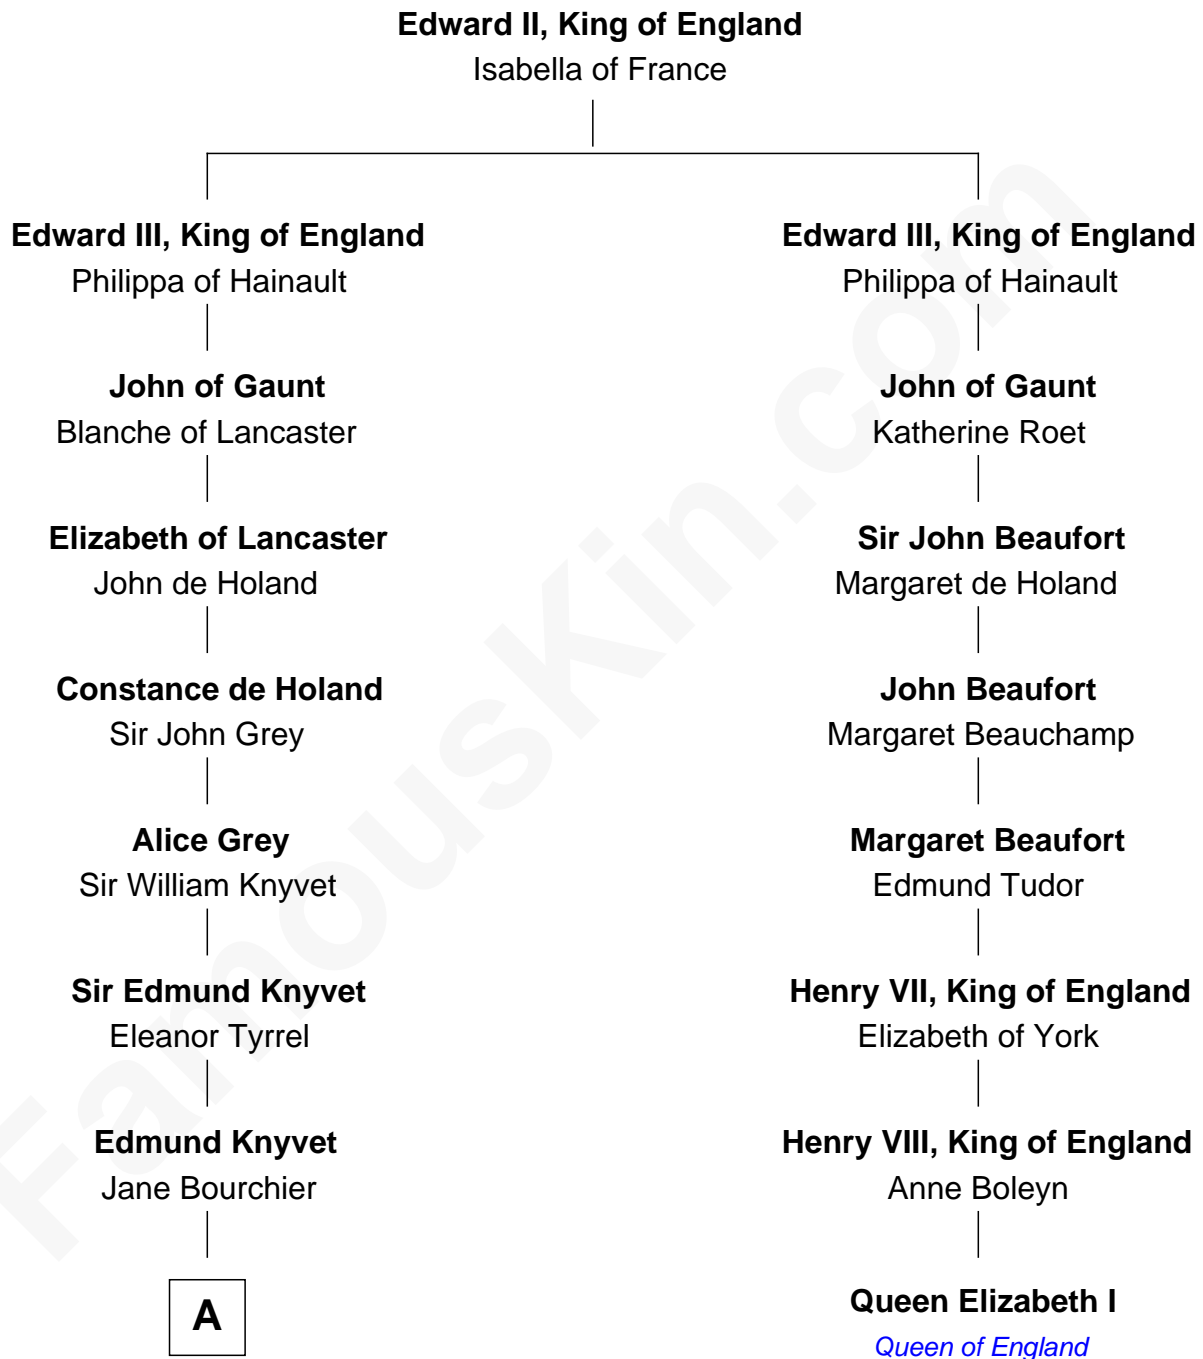 Edward II, King of England
Isabella of France
Edward III, King of England
Philippa of Hainault
John of Gaunt
Blanche of Lancaster
Elizabeth of Lancaster
John de Holand
Constance de Holand
Sir John Grey
Alice Grey
Sir William Knyvet
Sir Edmund Knyvet
Eleanor Tyrrel
Edmund Knyvet
Jane Bourchier
A
Edward III, King of England
Philippa of Hainault
John of Gaunt
Katherine Roet
Sir John Beaufort
Margaret de Holand
John Beaufort
Margaret Beauchamp
Margaret Beaufort
Edmund Tudor
Henry VII, King of England
Elizabeth of York
Henry VIII, King of England
Anne Boleyn
Queen Elizabeth I
Queen of England
FamousKin.com